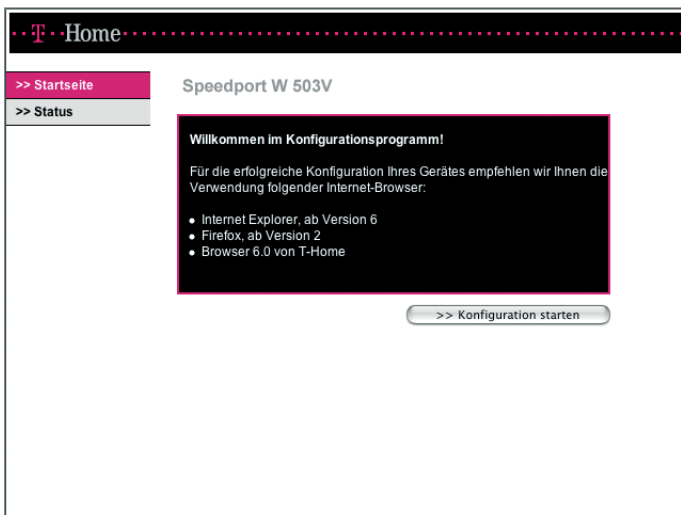 T Home
>> Startseite
>> Status
Speedport W 503V
Willkommen im Konfigurationsprogramm!
Für die erfolgreiche Konfiguration Ihres Gerätes empfehlen wir Ihnen die
Verwendung folgender Internet-Browser:
Internet Explorer, ab Version 6
Firefox, ab Version 2
Browser 6.0 von T-Home
>> Konfiguration starten